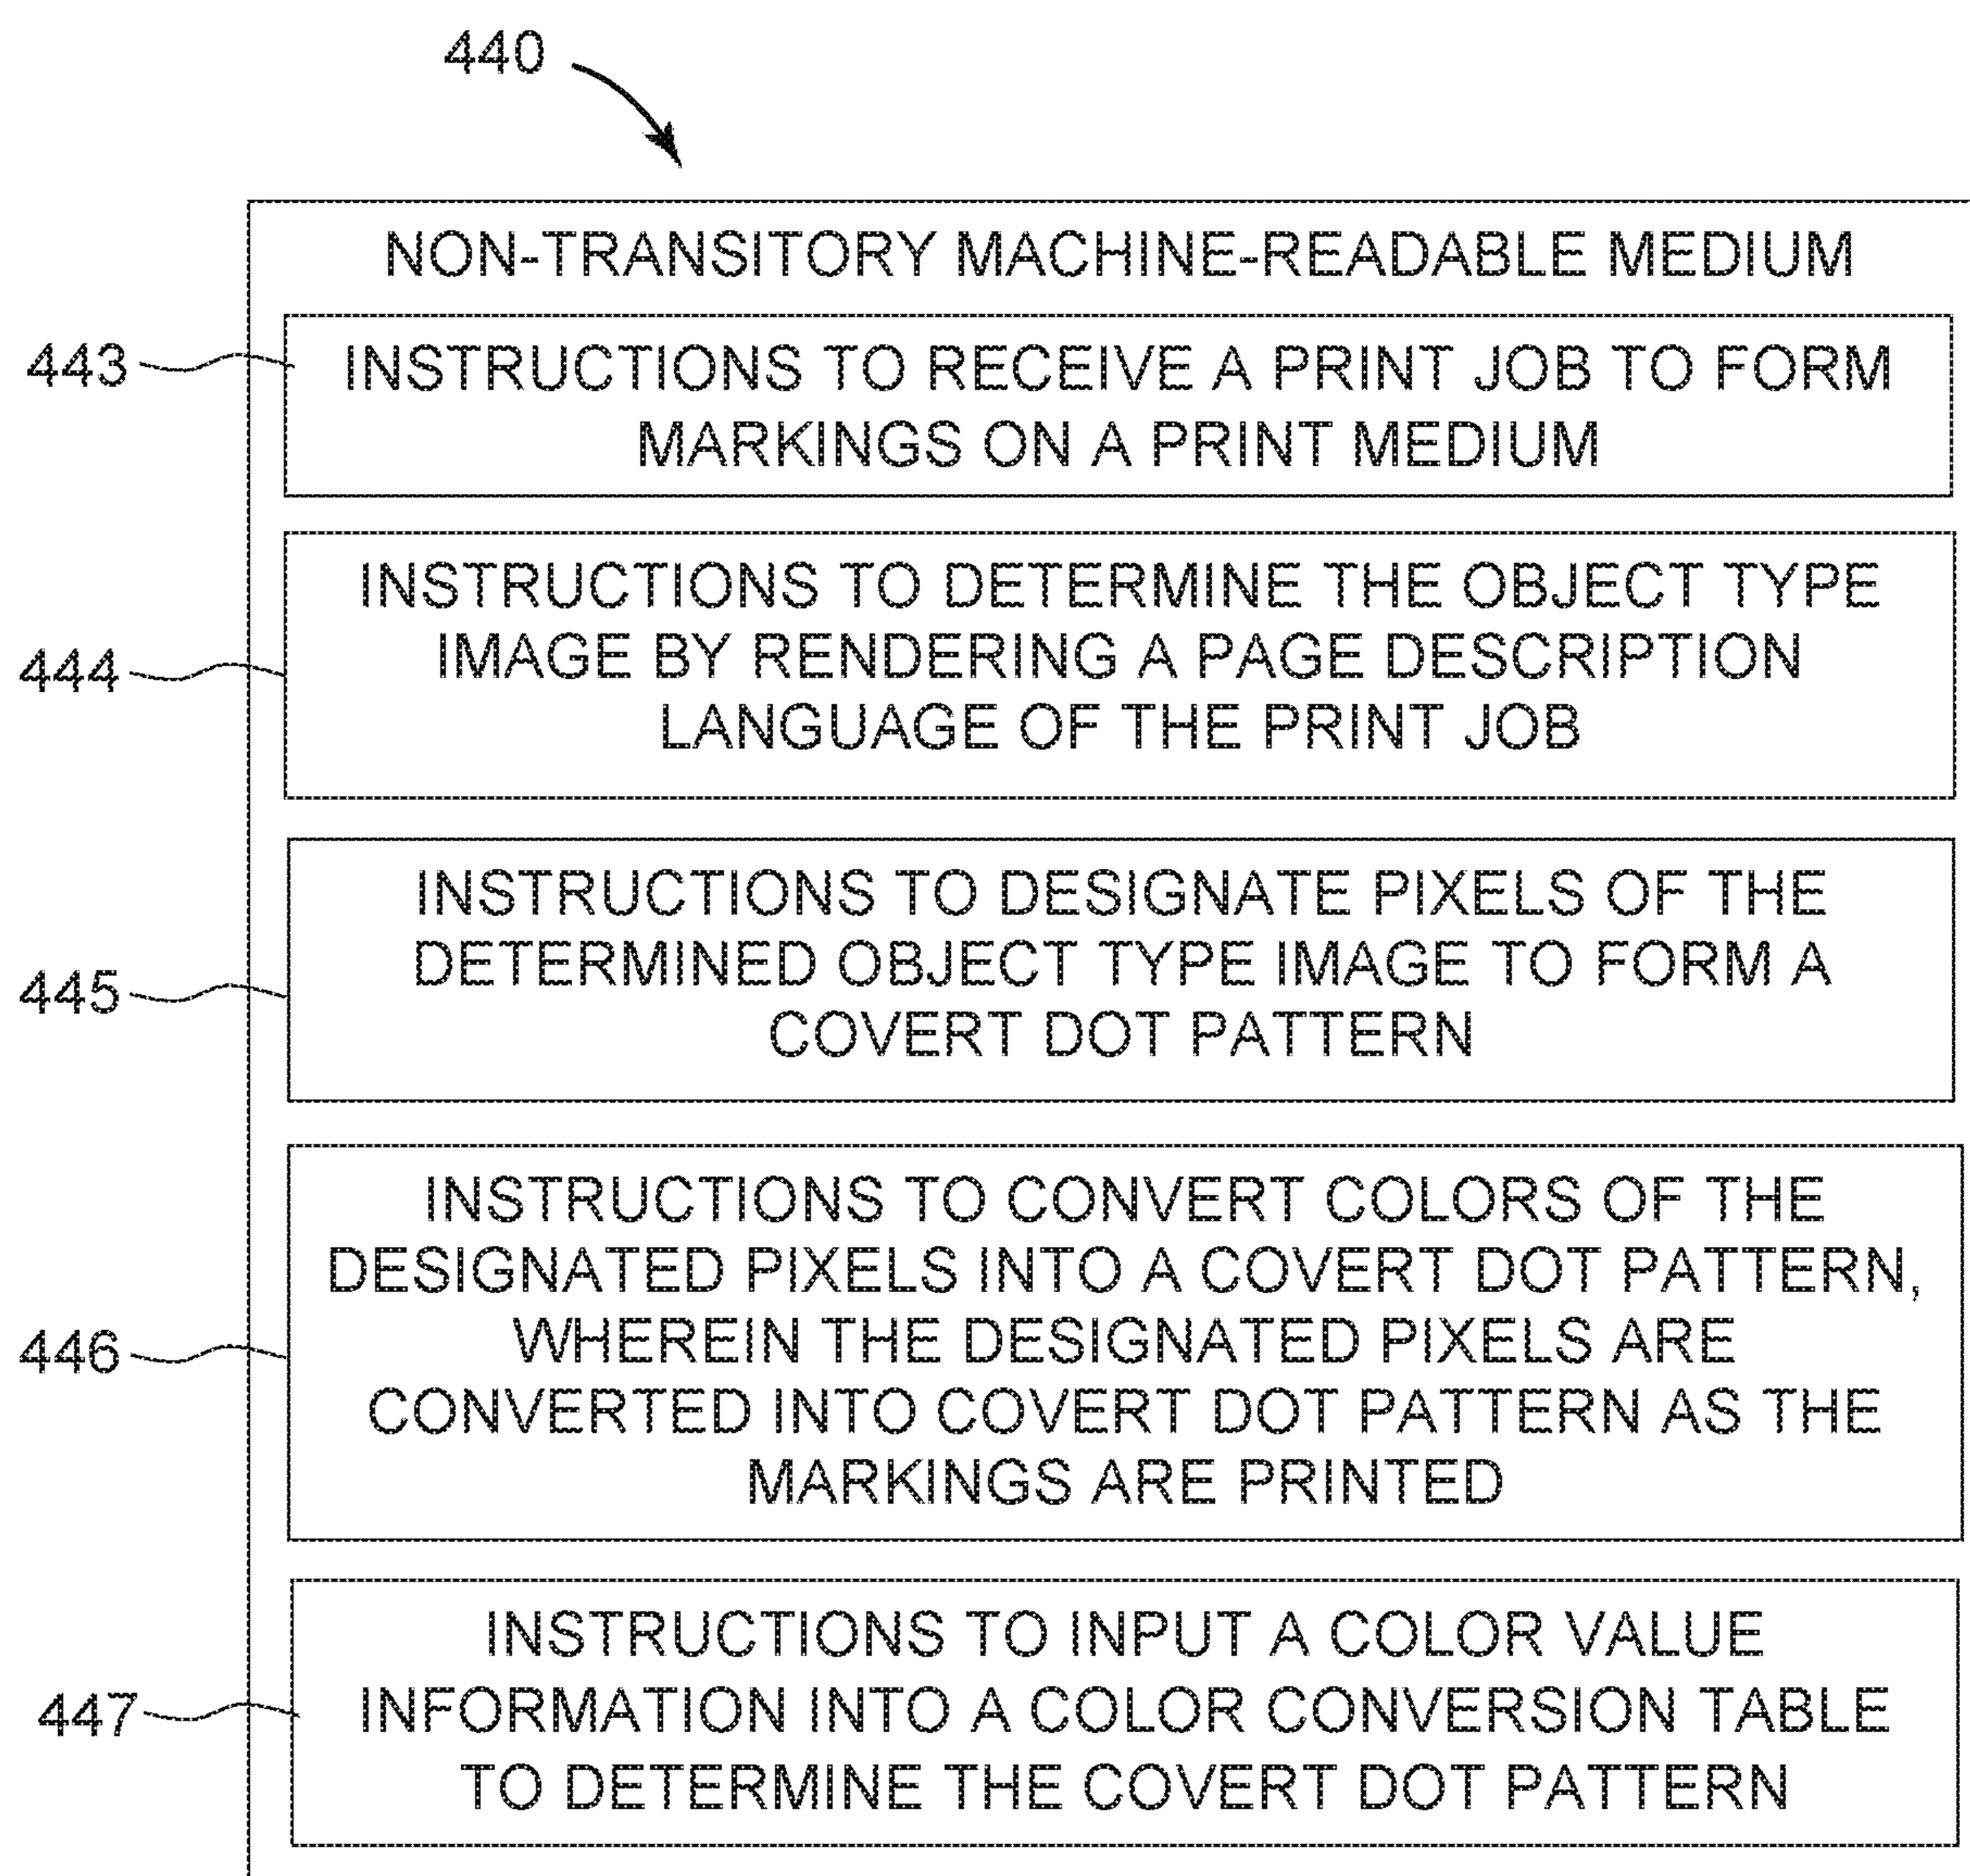 440
NON-TRANSITORY MACHINE-READABLE MEDIUM
443
INSTRUCTIONS TO RECEIVE A PRINT JOB TO FORM
MARKINGS ON A PRINT MEDIUM
444
INSTRUCTIONS TO DETERMINE THE OBJECT TYPE
IMAGE BY RENDERING A PAGE DESCRIPTION
LANGUAGE OF THE PRINT JOB
445
INSTRUCTIONS TO DESIGNATE PIXELS OF THE
DETERMINED OBJECT TYPE IMAGE TO FORM A
COVERT DOT PATTERN
446
INSTRUCTIONS TO CONVERT COLORS OF THE
DESIGNATED PIXELS INTO A COVERT DOT PATTERN,
WHEREIN THE DESIGNATED PIXELS ARE
CONVERTED INTO COVERT DOT PATTERN AS THE
MARKINGS ARE PRINTED
447
INSTRUCTIONS TO INPUT A COLOR VALUE
INFORMATION INTO A COLOR CONVERSION TABLE
TO DETERMINE THE COVERT DOT PATTERN